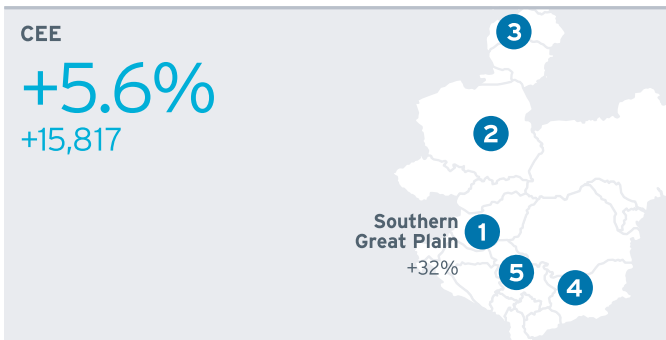 CEE
+5.6%
+15,817
3
2
Southern
Great Plain
+32%
1
5
4